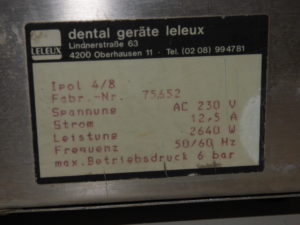 dental geräte leleux
LELEUX
Lindnerstraße 63
4200 Oberhausen 11 - Tel. (02 08) 994781
Ipol 4/8
Fabr.-Nr. 75652
Spannung AC 230 V
Strom 12,5 A
Leistung 2640 W
Frequenz 50/60 Hz
max.Betriebsdruck 6 bar